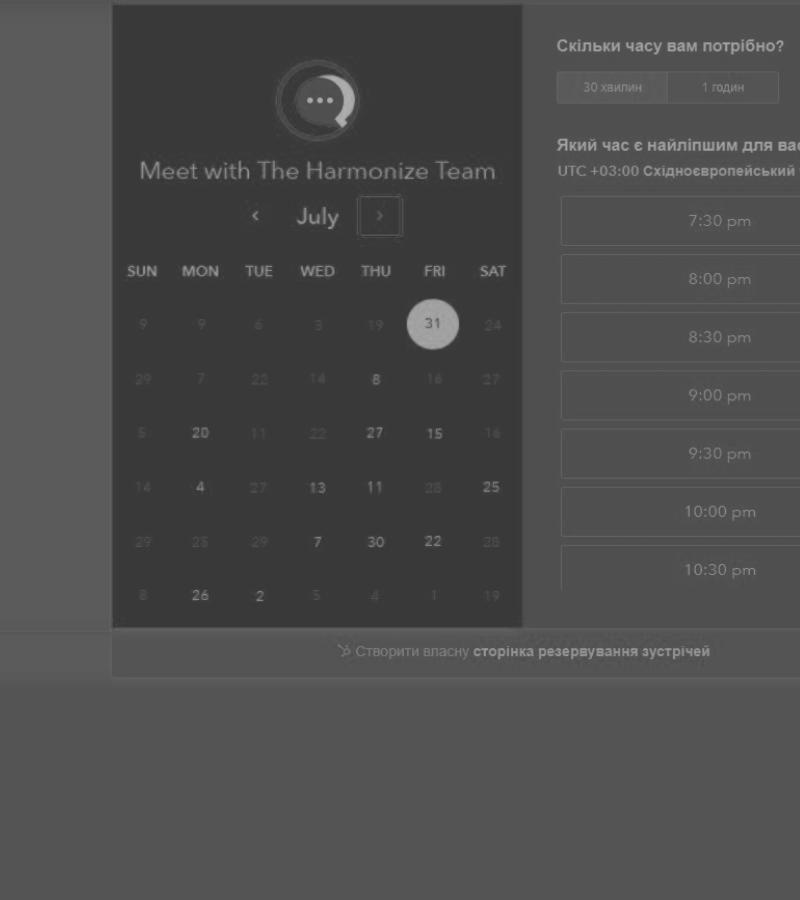 Meet with The Harmonize Team
July
SUN MON TUE WED THU FRI SAT
9 9 6 3 19 31 24
29 7 22 14 8 16 27
5 20 11 22 27 15 16
14 4 27 13 11 28 25
29 25 29 7 30 22 28
8 26 2 5 4 1 19
Скільки часу вам потрібно?
30 хвилин 1 годин
Який час є найліпшим для вас
UTC +03:00 Східноєвропейський
7:30 pm
8:00 pm
8:30 pm
9:00 pm
9:30 pm
10:00 pm
10:30 pm
Створити власну сторінка резервування зустрічей